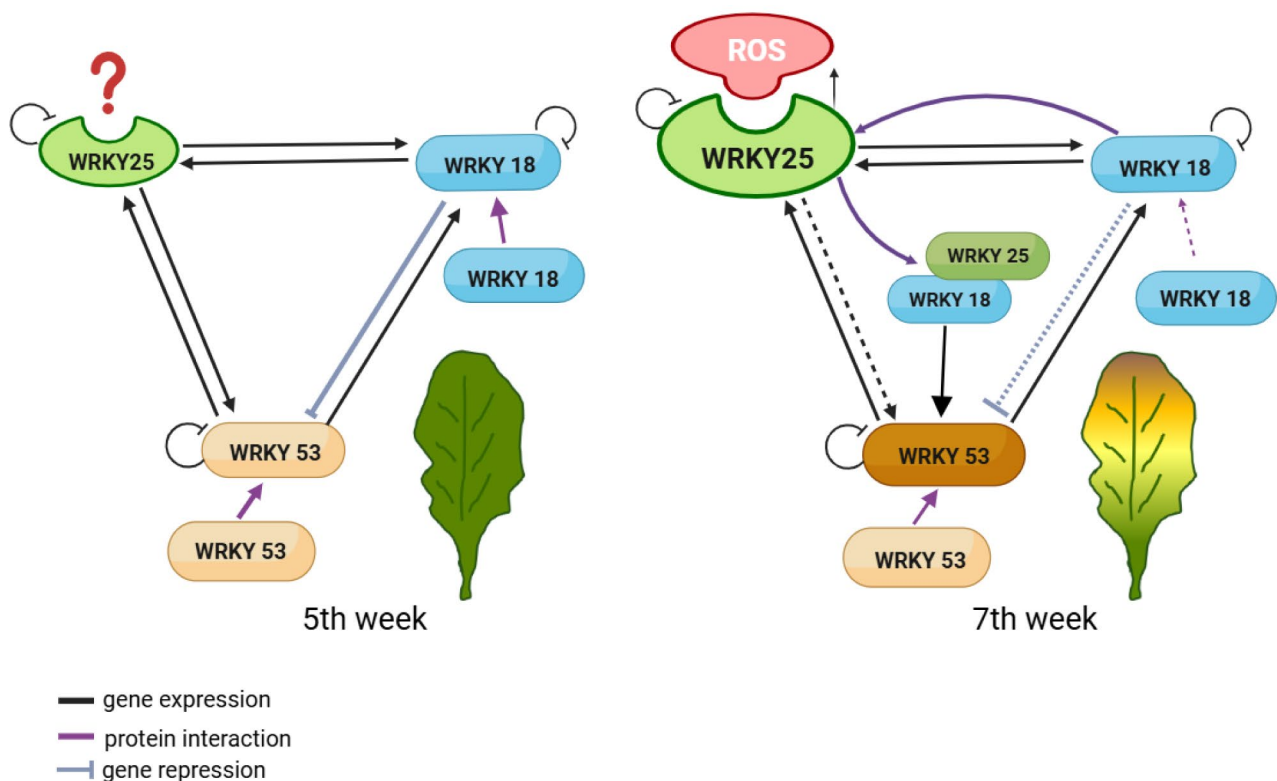 ?
WRKY25
WRKY 18
WRKY 18
WRKY 53
WRKY 53
5th week
ROS
WRKY25
WRKY 18
WRKY 25
WRKY 18
WRKY 18
WRKY 53
WRKY 53
7th week
gene expression
protein interaction
gene repression